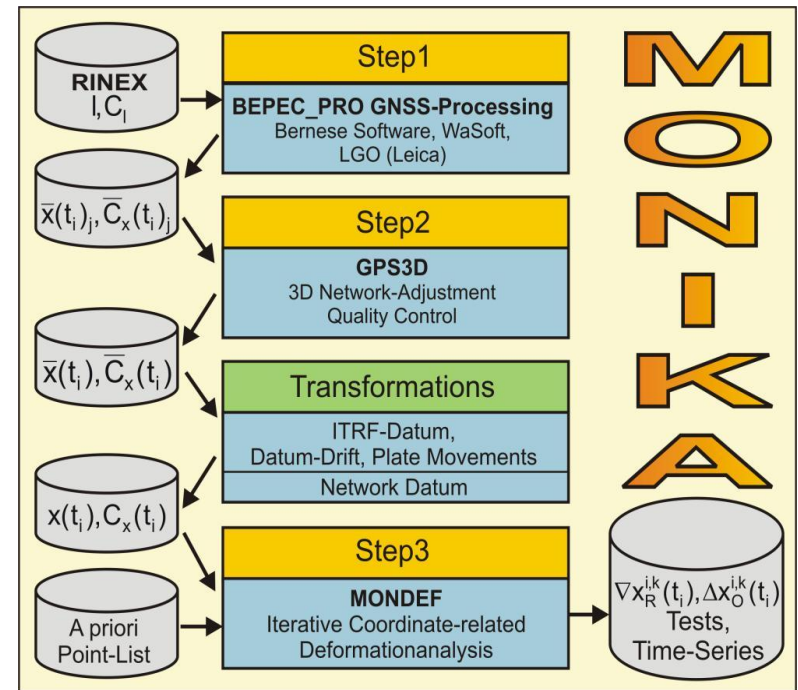 RINEX
l,C_l
Step1
BEPEC_PRO GNSS-Processing
Bernese Software, WaSoft,
LGO (Leica)
x̅(t_i)_j, C̅_x(t_i)_j
Step2
GPS3D
3D Network-Adjustment
Quality Control
x̅(t_i), C̅_x(t_i)
Transformations
ITRF-Datum,
Datum-Drift, Plate Movements
Network Datum
x(t_i), C_x(t_i)
A priori
Point-List
Step3
MONDEF
Iterative Coordinate-related
Deformationanalysis
∇x_R^{i,k}(t_i), Δx_O^{i,k}(t_i)
Tests,
Time-Series
MONIKA